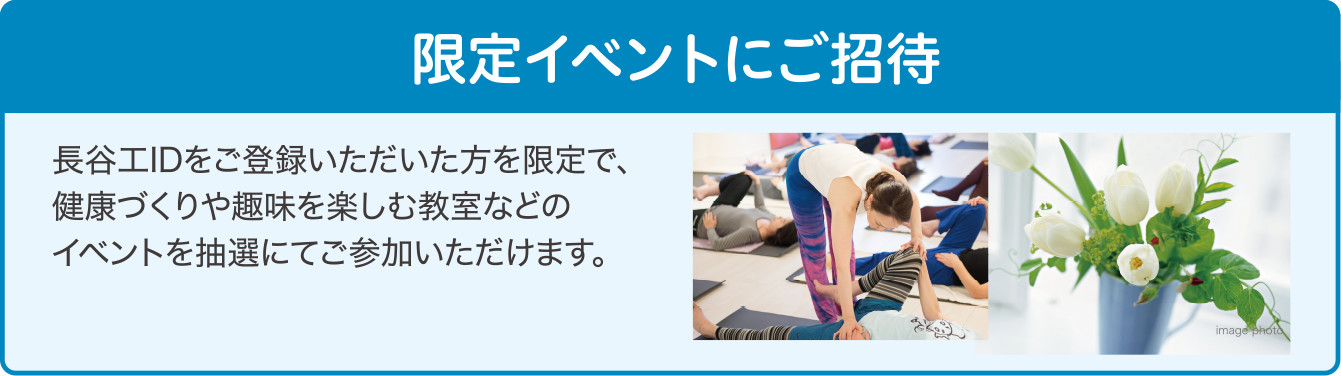 限定イベントにご招待
長谷工IDをご登録いただいた方を限定で、
健康づくりや趣味を楽しむ教室などの
イベントを抽選にてご参加いただけます。
image photo